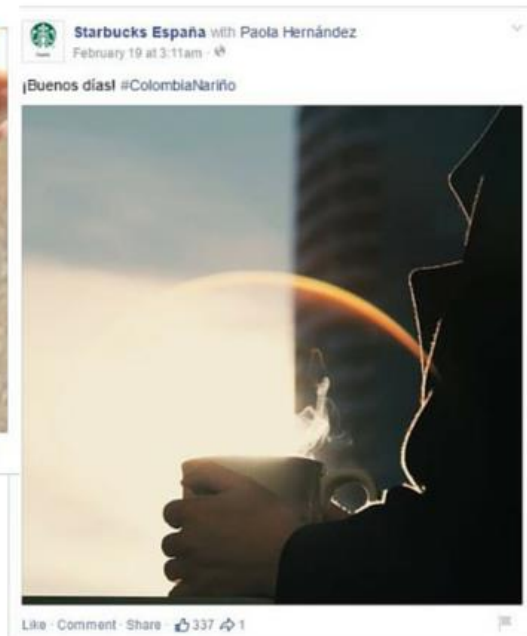 Starbucks España with Paola Hernández
February 19 at 3:11am ·
¡Buenos días! #ColombiaNariño
Like · Comment · Share · 337 1